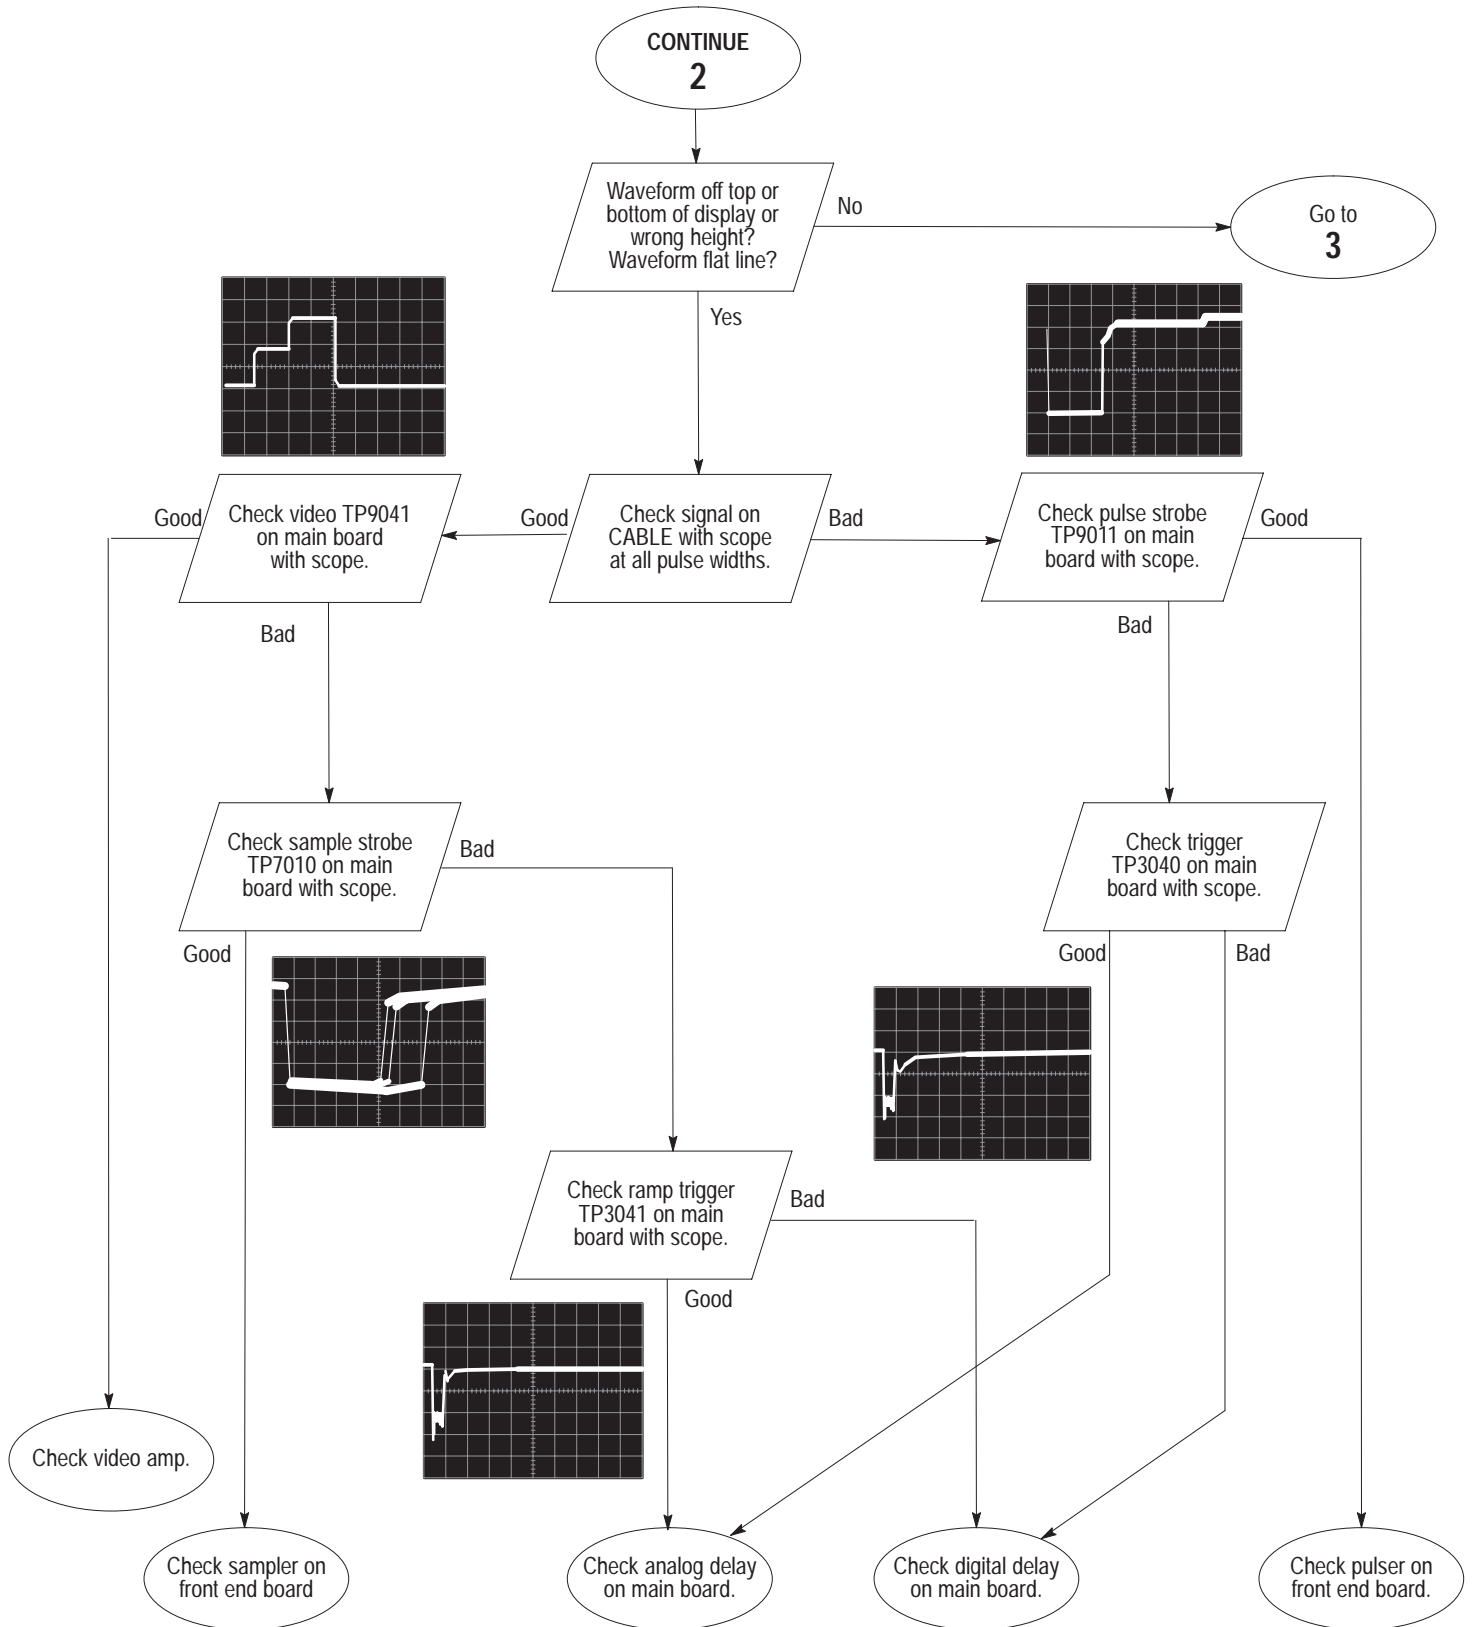 CONTINUE
2
Waveform off top or
bottom of display or
wrong height?
Waveform flat line?
No
Go to
3
Yes
Good
Check video TP9041
on main board
with scope.
Good
Check signal on
CABLE with scope
at all pulse widths.
Bad
Check pulse strobe
TP9011 on main
board with scope.
Good
Bad
Bad
Check sample strobe
TP7010 on main
board with scope.
Bad
Check trigger
TP3040 on main
board with scope.
Good
Good
Bad
Check ramp trigger
TP3041 on main
board with scope.
Bad
Good
Check video amp.
Check sampler on
front end board
Check analog delay
on main board.
Check digital delay
on main board.
Check pulser on
front end board.